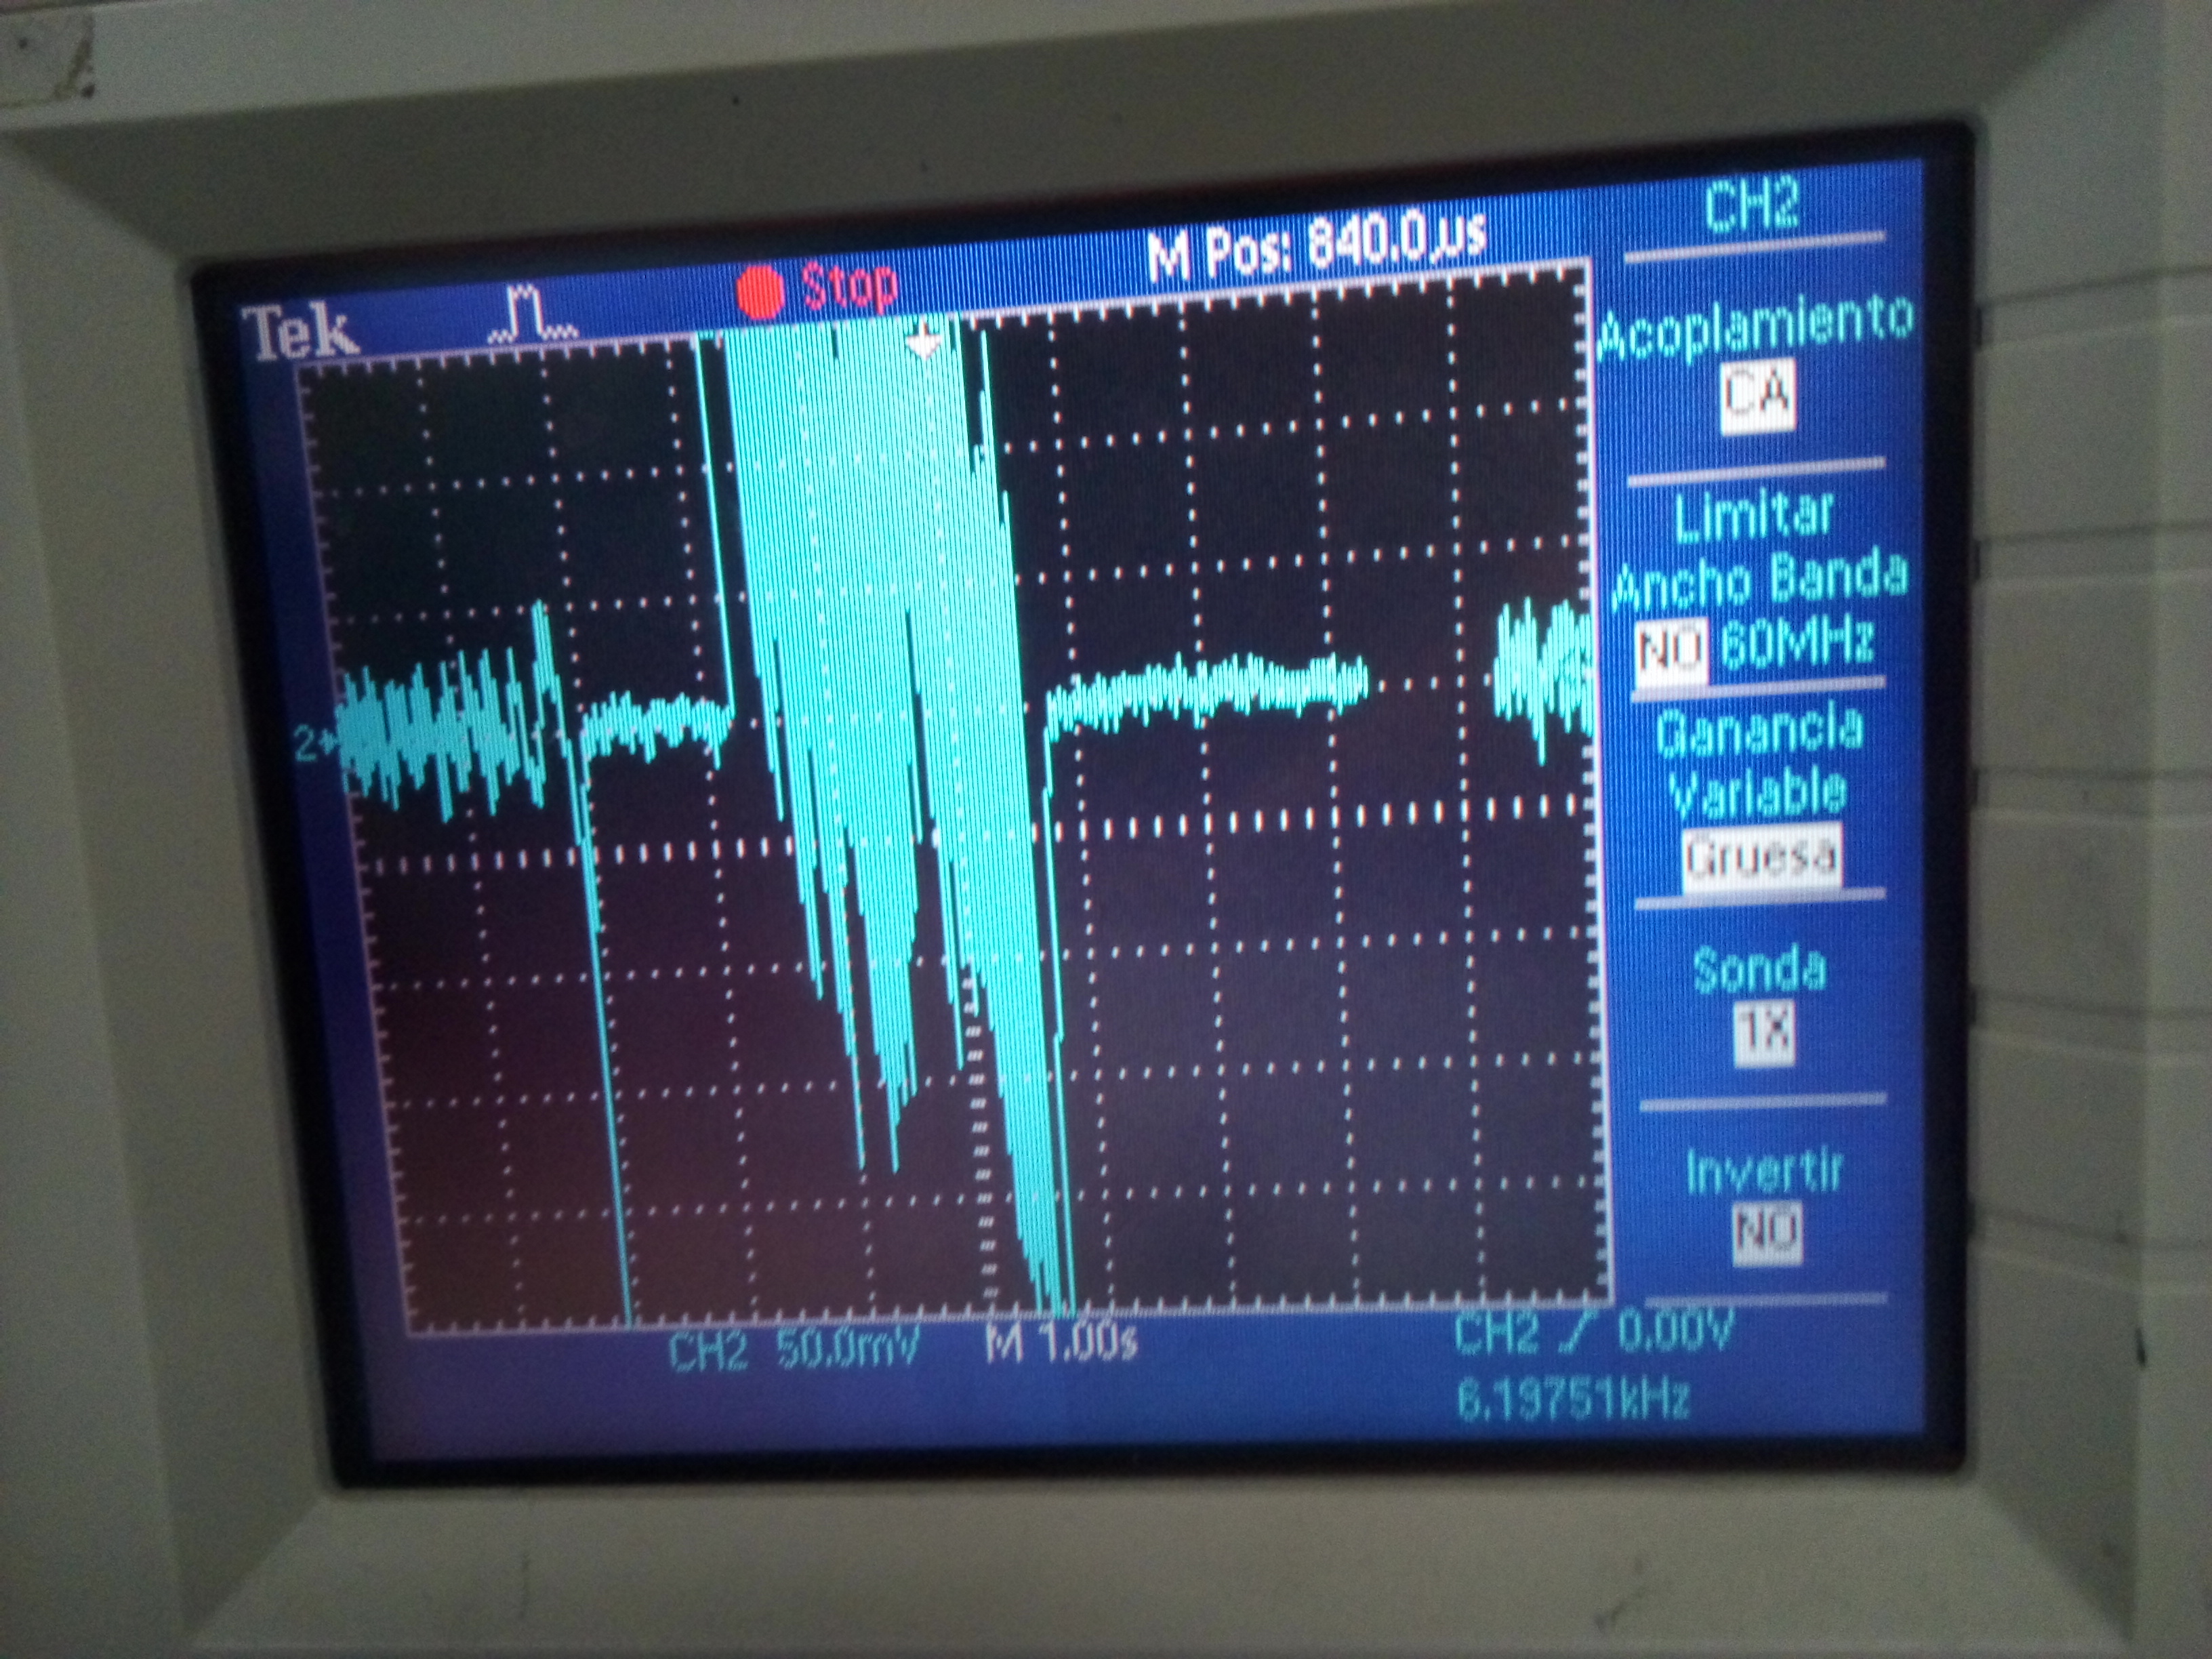 Tek
Stop
M Pos: 840.0µs
CH2
Acoplamiento
CA
Limitar
Ancho Banda
NO 60MHz
Ganancia
Variable
Gruesa
Sonda
1X
Invertir
NO
2
CH2 50.0mV
M 1.00s
CH2 0.00V
6.19751kHz